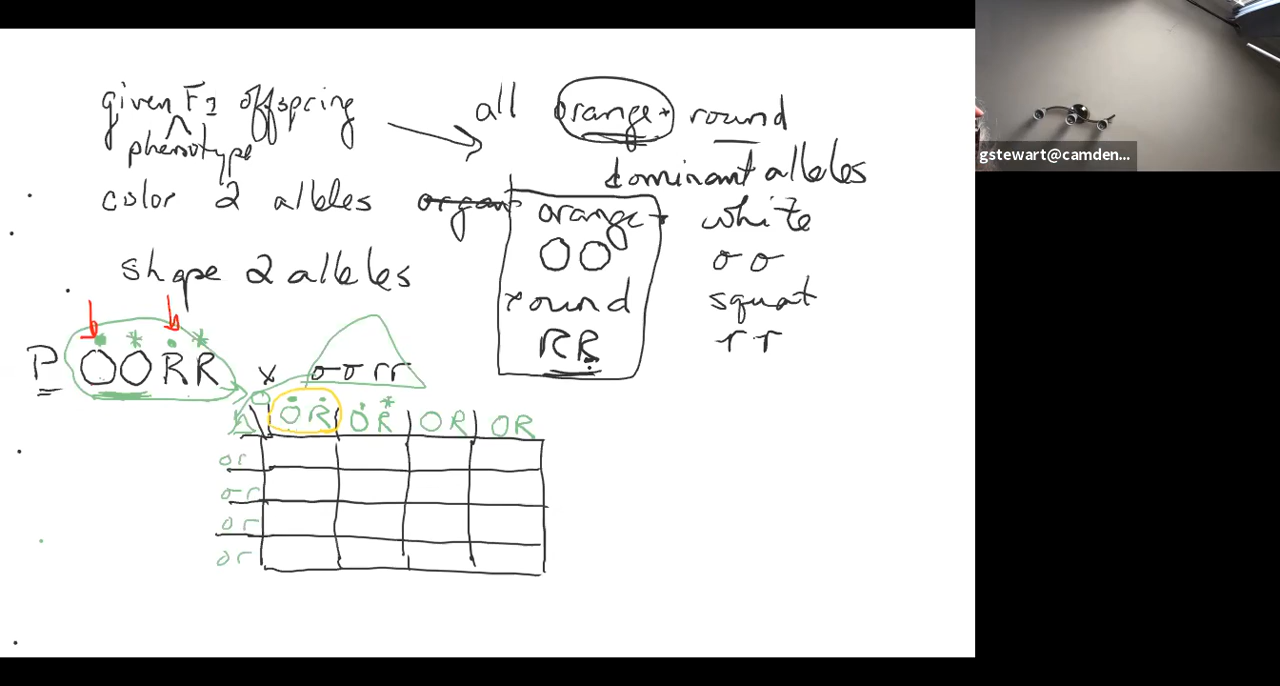 given F1 offspring → all orange + round
phenotype
dominant alleles
color 2 alleles organ orange + white
OO oo
shape 2 alleles round squat
RR rr
P OORR x oorr
OR OR OR OR
or
or
or
or
gstewart@camden...